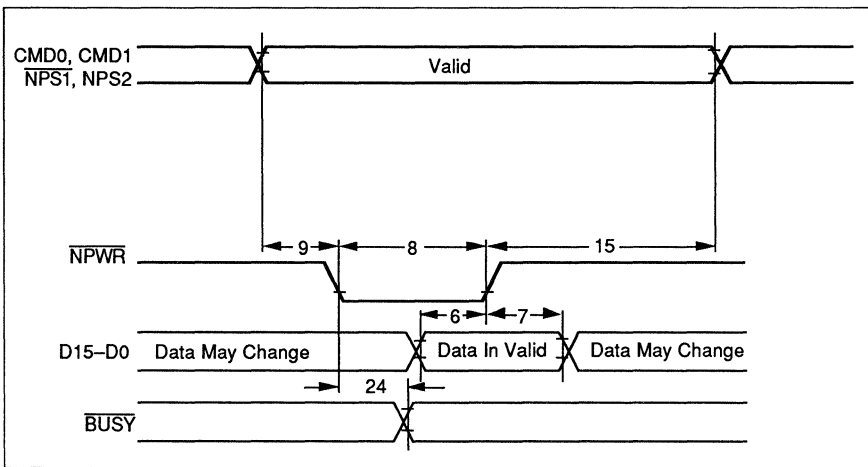 CMD0, CMD1
NPS1, NPS2
Valid
9
8
15
NPWR
6
7
D15–D0
Data May Change
Data In Valid
Data May Change
24
BUSY